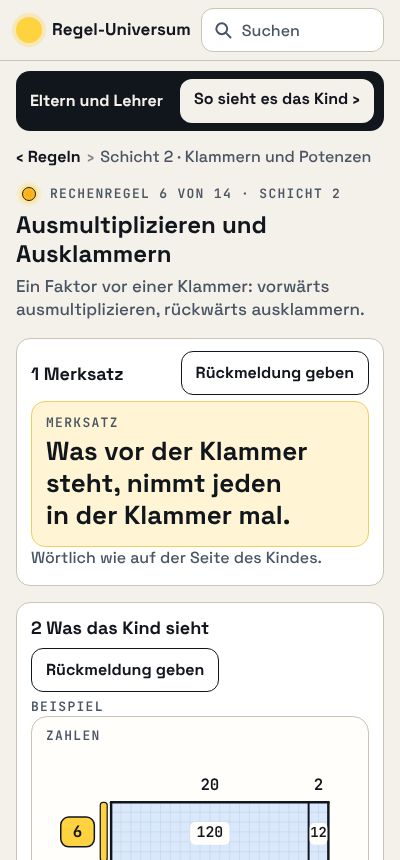 Regel-Universum
Suchen
Eltern und Lehrer
So sieht es das Kind >
< Regeln > Schicht 2 · Klammern und Potenzen
RECHENREGEL 6 VON 14 · SCHICHT 2
Ausmultiplizieren und
Ausklammern
Ein Faktor vor einer Klammer: vorwärts
ausmultiplizieren, rückwärts ausklammern.
1 Merksatz
Rückmeldung geben
MERKSATZ
Was vor der Klammer
steht, nimmt jeden
in der Klammer mal.
Wörtlich wie auf der Seite des Kindes.
2 Was das Kind sieht
Rückmeldung geben
BEISPIEL
ZAHLEN
20 2
6 120 12